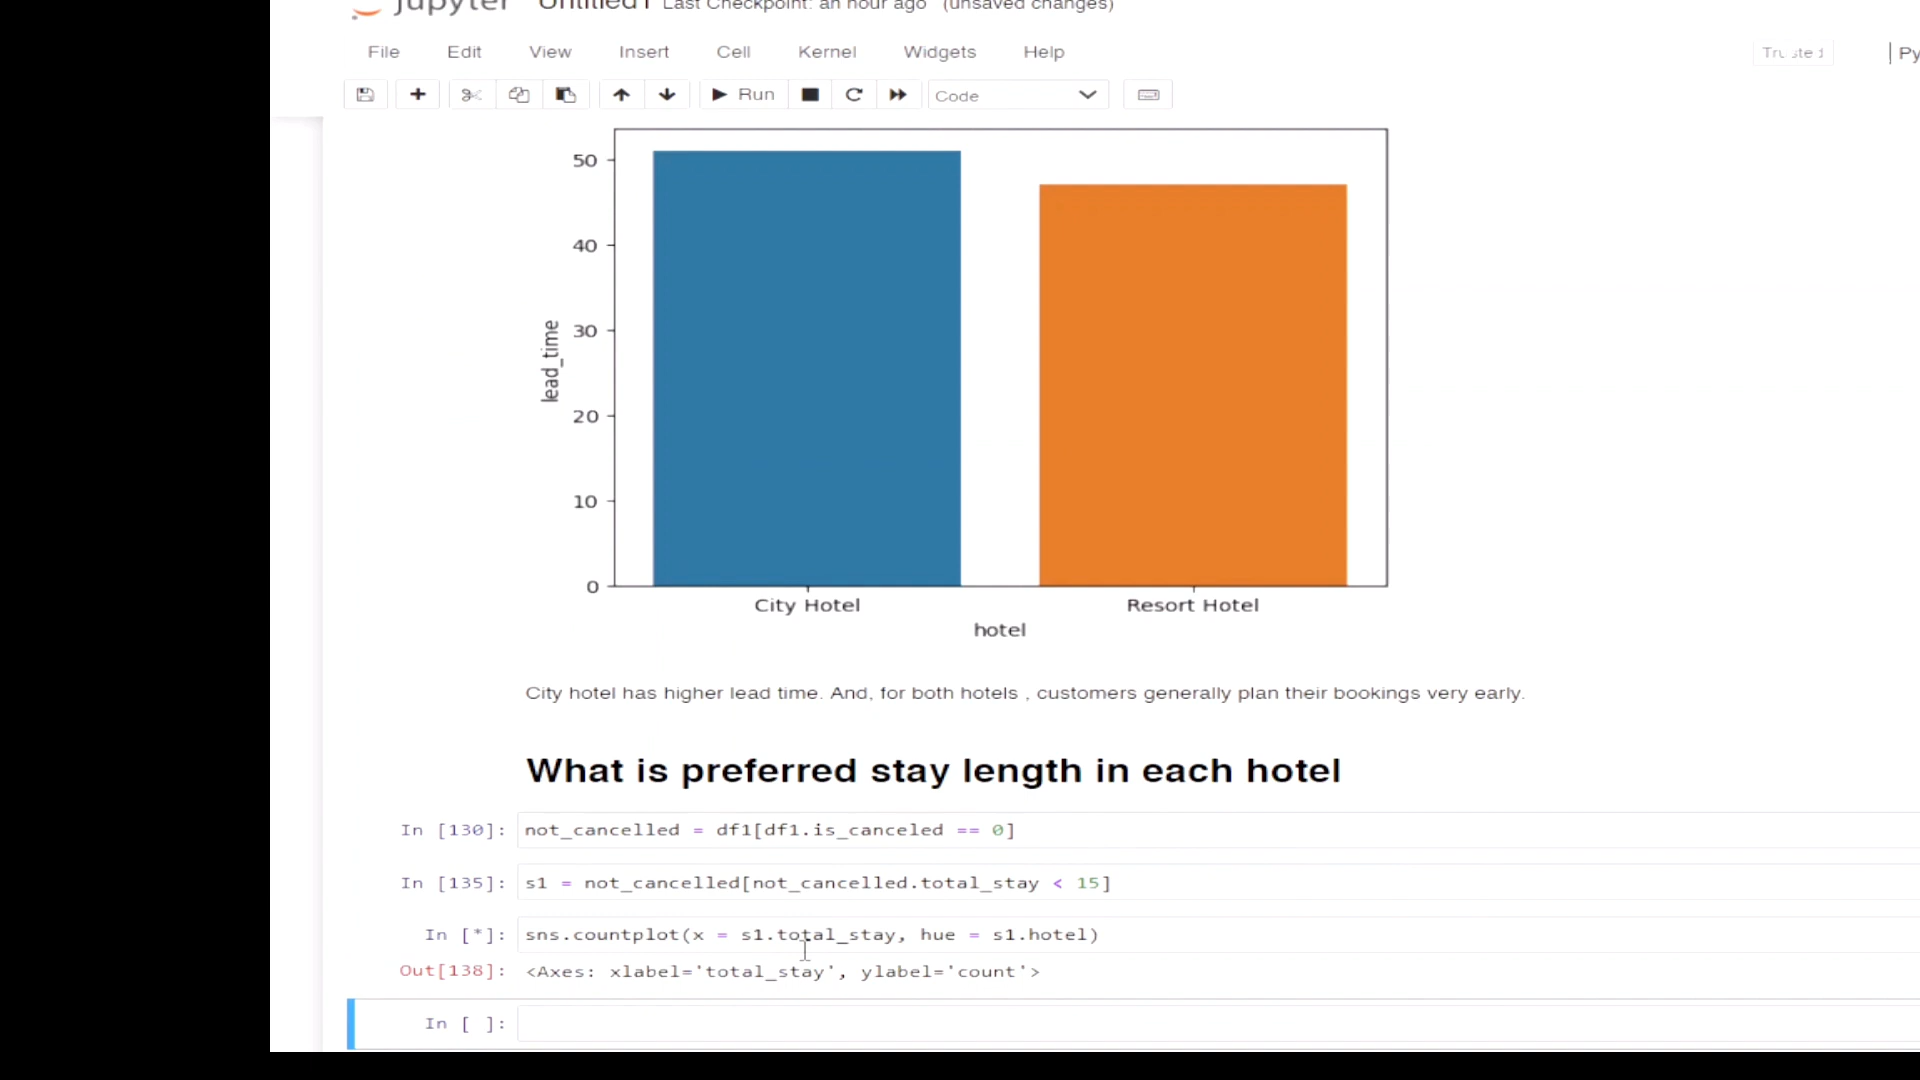 jupyter Untitled1 Last Checkpoint: an hour ago (unsaved changes)
File Edit View Insert Cell Kernel Widgets Help Trusted Py
Run Code
50
40
30
20
10
0
lead_time
City Hotel Resort Hotel
hotel
City hotel has higher lead time. And, for both hotels , customers generally plan their bookings very early.
What is preferred stay length in each hotel
In [130]: not_cancelled = df1[df1.is_canceled == 0]
In [135]: s1 = not_cancelled[not_cancelled.total_stay < 15]
In [*]: sns.countplot(x = s1.total_stay, hue = s1.hotel)
Out[138]: <Axes: xlabel='total_stay', ylabel='count'>
In [ ]: